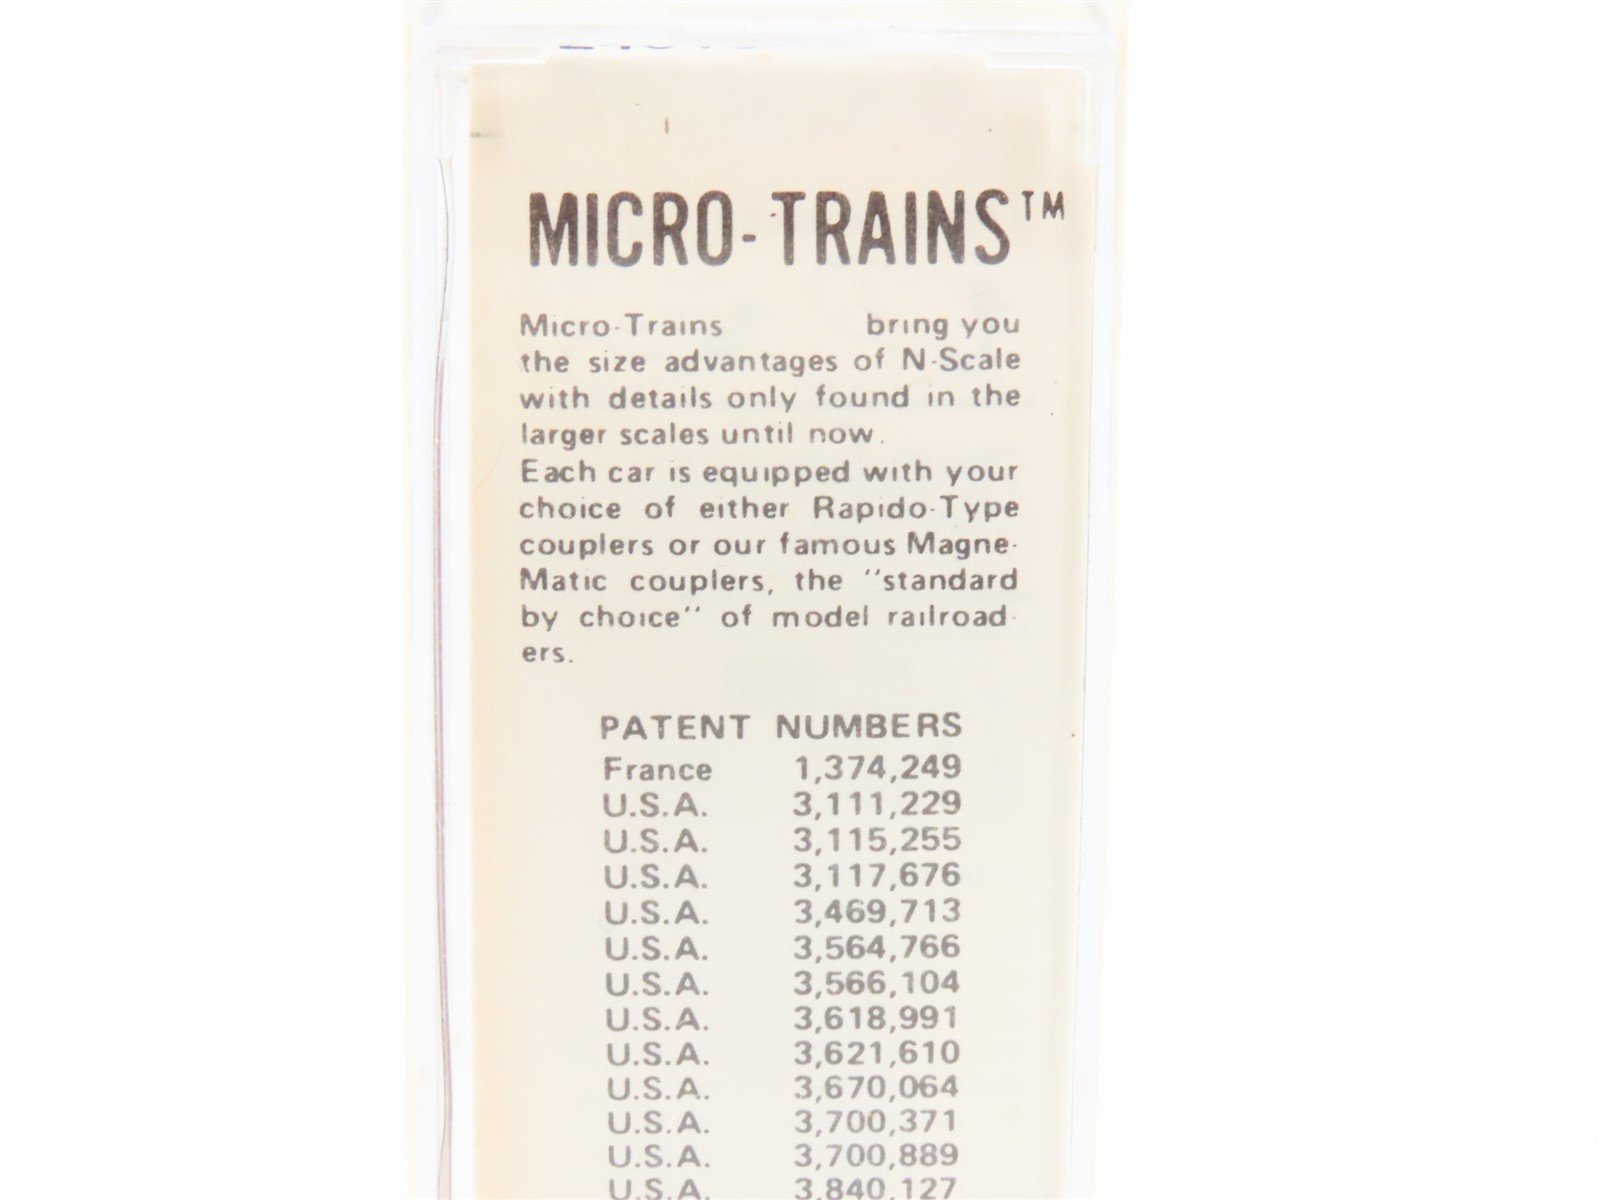 MICRO-TRAINS™
Micro-Trains bring you
the size advantages of N-Scale
with details only found in the
larger scales until now.
Each car is equipped with your
choice of either Rapido-Type
couplers or our famous Magne-
Matic couplers, the "standard
by choice" of model railroad-
ers.
PATENT NUMBERS
France 1,374,249
U.S.A. 3,111,229
U.S.A. 3,115,255
U.S.A. 3,117,676
U.S.A. 3,469,713
U.S.A. 3,564,766
U.S.A. 3,566,104
U.S.A. 3,618,991
U.S.A. 3,621,610
U.S.A. 3,670,064
U.S.A. 3,700,371
U.S.A. 3,700,889
U.S.A. 3,840,127